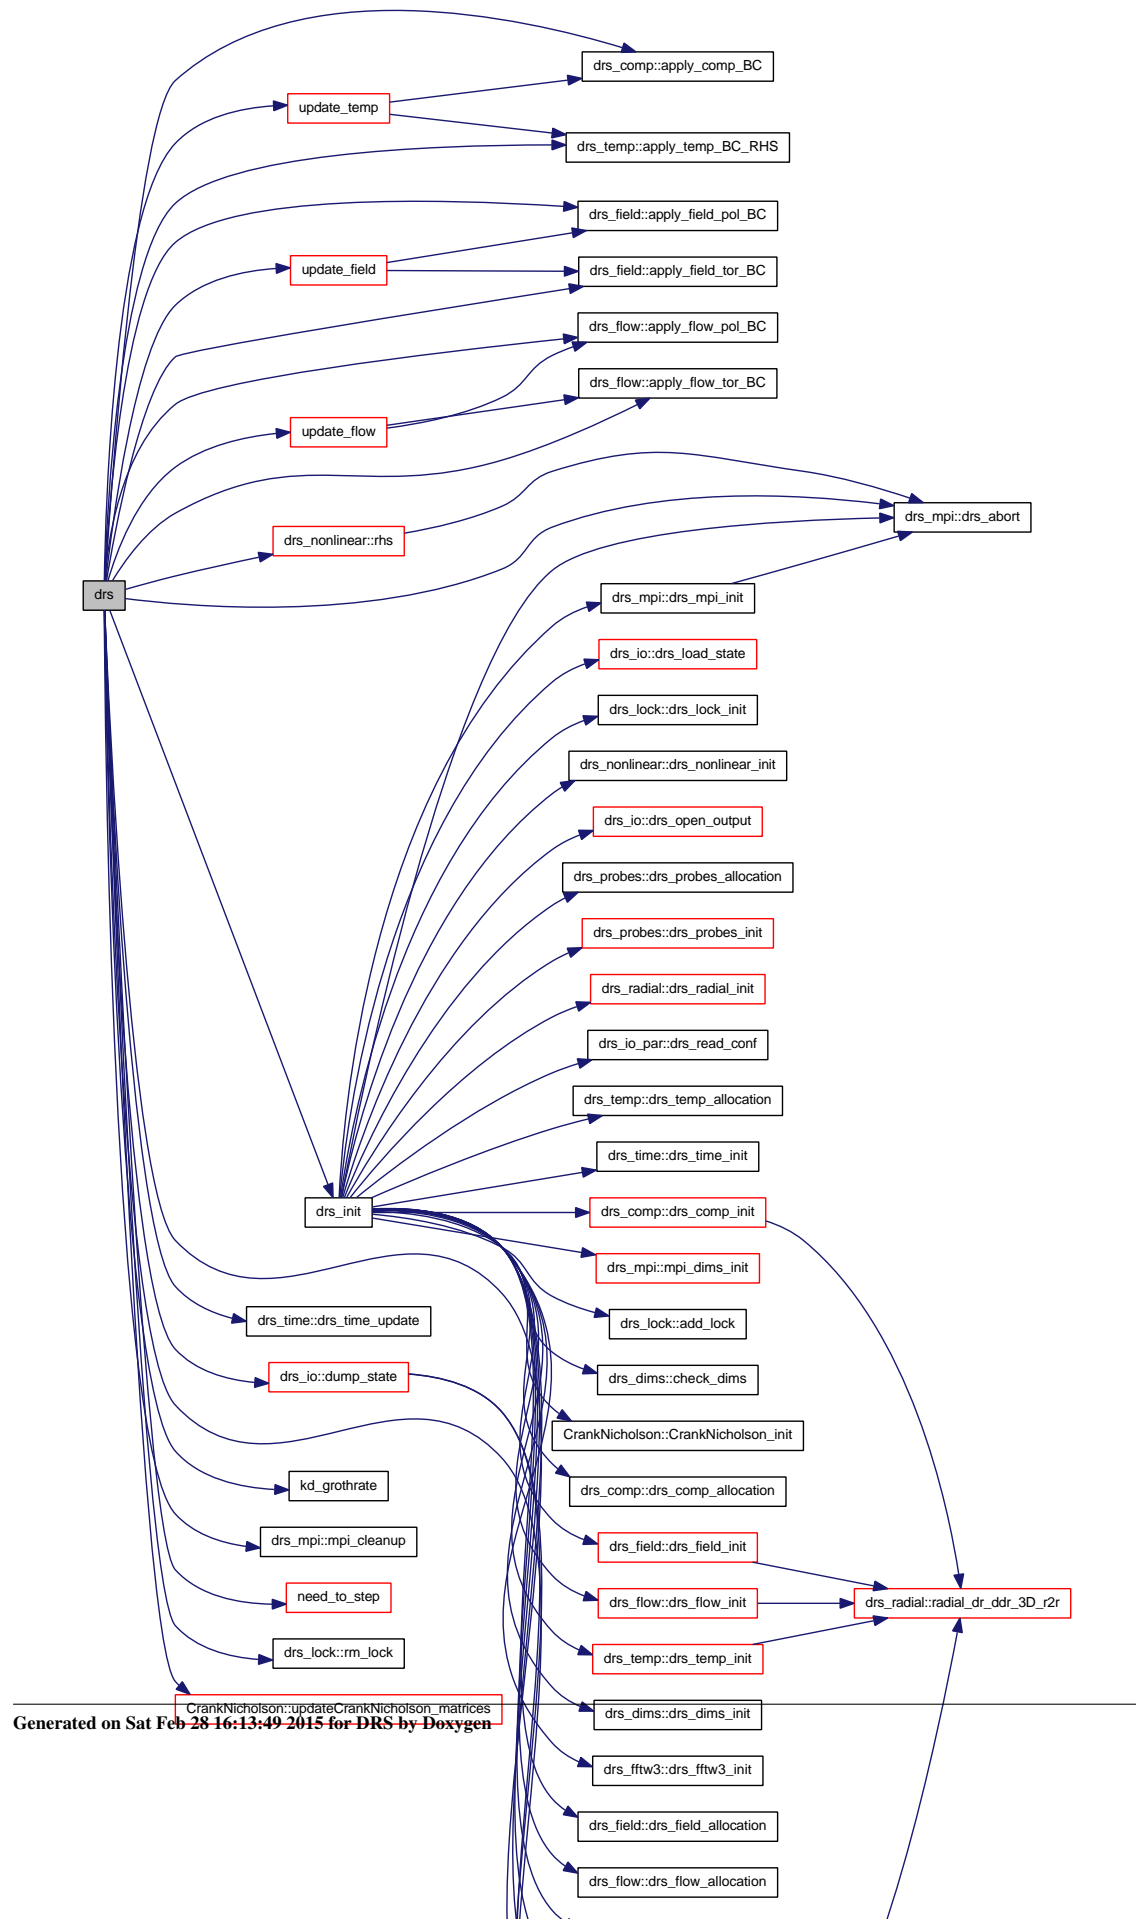 drs_comp::apply_comp_BC
update_temp
drs_temp::apply_temp_BC_RHS
drs_field::apply_field_pol_BC
update_field
drs_field::apply_field_tor_BC
drs_flow::apply_flow_pol_BC
drs_flow::apply_flow_tor_BC
update_flow
drs_mpi::drs_abort
drs_nonlinear::rhs
drs
drs_mpi::drs_mpi_init
drs_io::drs_load_state
drs_lock::drs_lock_init
drs_nonlinear::drs_nonlinear_init
drs_io::drs_open_output
drs_probes::drs_probes_allocation
drs_probes::drs_probes_init
drs_radial::drs_radial_init
drs_io_par::drs_read_conf
drs_temp::drs_temp_allocation
drs_time::drs_time_init
drs_init
drs_comp::drs_comp_init
drs_mpi::mpi_dims_init
drs_time::drs_time_update
drs_lock::add_lock
drs_io::dump_state
drs_dims::check_dims
CrankNicholson::CrankNicholson_init
kd_grothrate
drs_comp::drs_comp_allocation
drs_mpi::mpi_cleanup
drs_field::drs_field_init
need_to_step
drs_flow::drs_flow_init
drs_radial::radial_dr_ddr_3D_r2r
drs_lock::rm_lock
drs_temp::drs_temp_init
CrankNicholson::updateCrankNicholson_matrices
drs_dims::drs_dims_init
Generated on Sat Feb 28 16:13:49 2015 for DRS by Doxygen
drs_fftw3::drs_fftw3_init
drs_field::drs_field_allocation
drs_flow::drs_flow_allocation